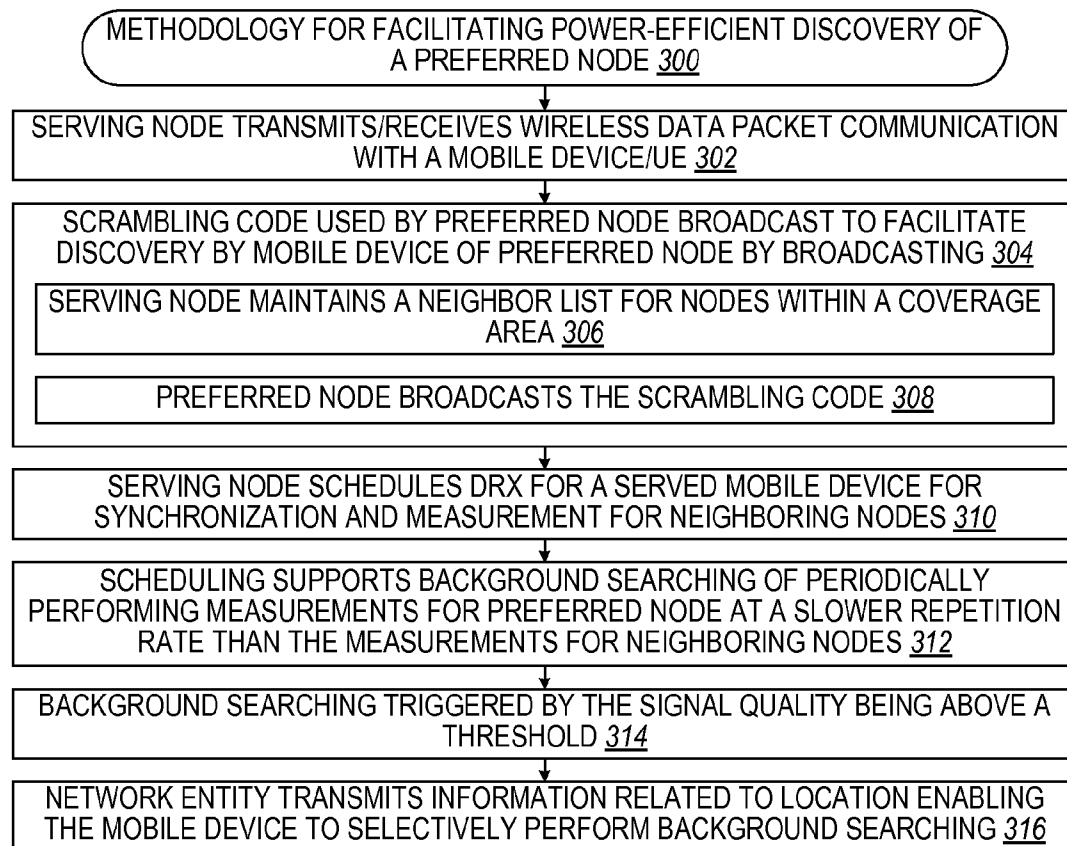 METHODOLOGY FOR FACILITATING POWER-EFFICIENT DISCOVERY OF
A PREFERRED NODE 300
SERVING NODE TRANSMITS/RECEIVES WIRELESS DATA PACKET COMMUNICATION
WITH A MOBILE DEVICE/UE 302
SCRAMBLING CODE USED BY PREFERRED NODE BROADCAST TO FACILITATE
DISCOVERY BY MOBILE DEVICE OF PREFERRED NODE BY BROADCASTING 304
SERVING NODE MAINTAINS A NEIGHBOR LIST FOR NODES WITHIN A COVERAGE
AREA 306
PREFERRED NODE BROADCASTS THE SCRAMBLING CODE 308
SERVING NODE SCHEDULES DRX FOR A SERVED MOBILE DEVICE FOR
SYNCHRONIZATION AND MEASUREMENT FOR NEIGHBORING NODES 310
SCHEDULING SUPPORTS BACKGROUND SEARCHING OF PERIODICALLY
PERFORMING MEASUREMENTS FOR PREFERRED NODE AT A SLOWER REPETITION
RATE THAN THE MEASUREMENTS FOR NEIGHBORING NODES 312
BACKGROUND SEARCHING TRIGGERED BY THE SIGNAL QUALITY BEING ABOVE A
THRESHOLD 314
NETWORK ENTITY TRANSMITS INFORMATION RELATED TO LOCATION ENABLING
THE MOBILE DEVICE TO SELECTIVELY PERFORM BACKGROUND SEARCHING 316